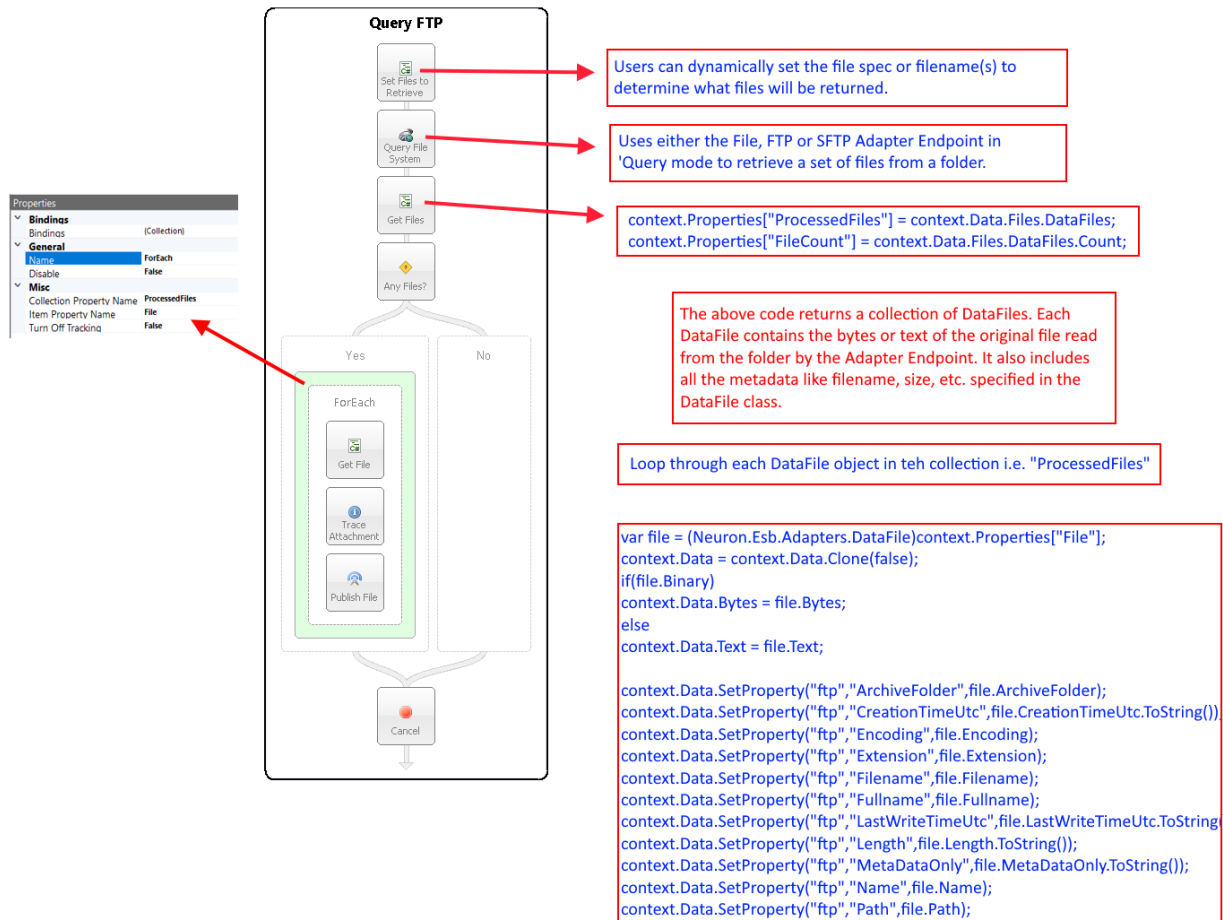 Query FTP
Set Files to
Retrieve
Users can dynamically set the file spec or filename(s) to
determine what files will be returned.
Query File
System
Uses either the File, FTP or SFTP Adapter Endpoint in
'Query mode to retrieve a set of files from a folder.
Get Files
context.Properties["ProcessedFiles"] = context.Data.Files.DataFiles;
context.Properties["FileCount"] = context.Data.Files.DataFiles.Count;
Properties
Bindings
Bindings (Collection)
General
Name ForEach
Disable False
Misc
Collection Property Name ProcessedFiles
Item Property Name File
Turn Off Tracking False
Any Files?
The above code returns a collection of DataFiles. Each
DataFile contains the bytes or text of the original file read
from the folder by the Adapter Endpoint. It also includes
all the metadata like filename, size, etc. specified in the
DataFile class.
Yes
No
ForEach
Get File
Trace
Attachment
Publish File
Cancel
Loop through each DataFile object in teh collection i.e. "ProcessedFiles"
var file = (Neuron.Esb.Adapters.DataFile)context.Properties["File"];
context.Data = context.Data.Clone(false);
if(file.Binary)
context.Data.Bytes = file.Bytes;
else
context.Data.Text = file.Text;
context.Data.SetProperty("ftp","ArchiveFolder",file.ArchiveFolder);
context.Data.SetProperty("ftp","CreationTimeUtc",file.CreationTimeUtc.ToString());
context.Data.SetProperty("ftp","Encoding",file.Encoding);
context.Data.SetProperty("ftp","Extension",file.Extension);
context.Data.SetProperty("ftp","Filename",file.Filename);
context.Data.SetProperty("ftp","Fullname",file.Fullname);
context.Data.SetProperty("ftp","LastWriteTimeUtc",file.LastWriteTimeUtc.ToString(
context.Data.SetProperty("ftp","Length",file.Length.ToString());
context.Data.SetProperty("ftp","MetaDataOnly",file.MetaDataOnly.ToString());
context.Data.SetProperty("ftp","Name",file.Name);
context.Data.SetProperty("ftp","Path",file.Path);